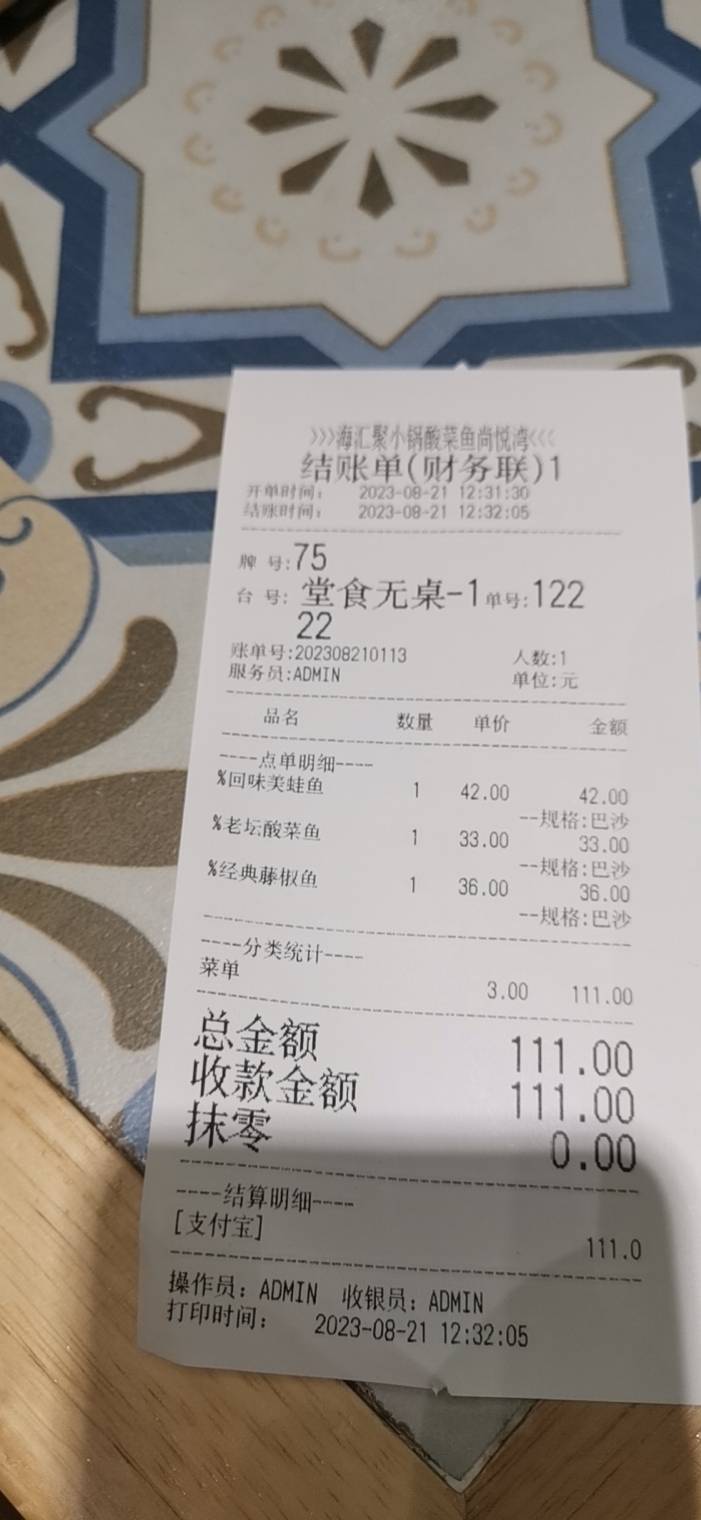 >>>海汇聚小锅酸菜鱼尚悦湾<<<
结账单(财务联)1
开单时间: 2023-08-21 12:31:30
结账时间: 2023-08-21 12:32:05
牌 号:75
台 号: 堂食无桌-1单号:122
22
账单号:202308210113 人数:1
服务员:ADMIN 单位:元
品名 数量 单价 金额
----点单明细----
%回味美蛙鱼 1 42.00 42.00
--规格:巴沙
%老坛酸菜鱼 1 33.00 33.00
--规格:巴沙
%经典藤椒鱼 1 36.00 36.00
--规格:巴沙
----分类统计----
菜单 3.00 111.00
总金额 111.00
收款金额 111.00
抹零 0.00
----结算明细----
[支付宝] 111.0
操作员: ADMIN 收银员: ADMIN
打印时间: 2023-08-21 12:32:05